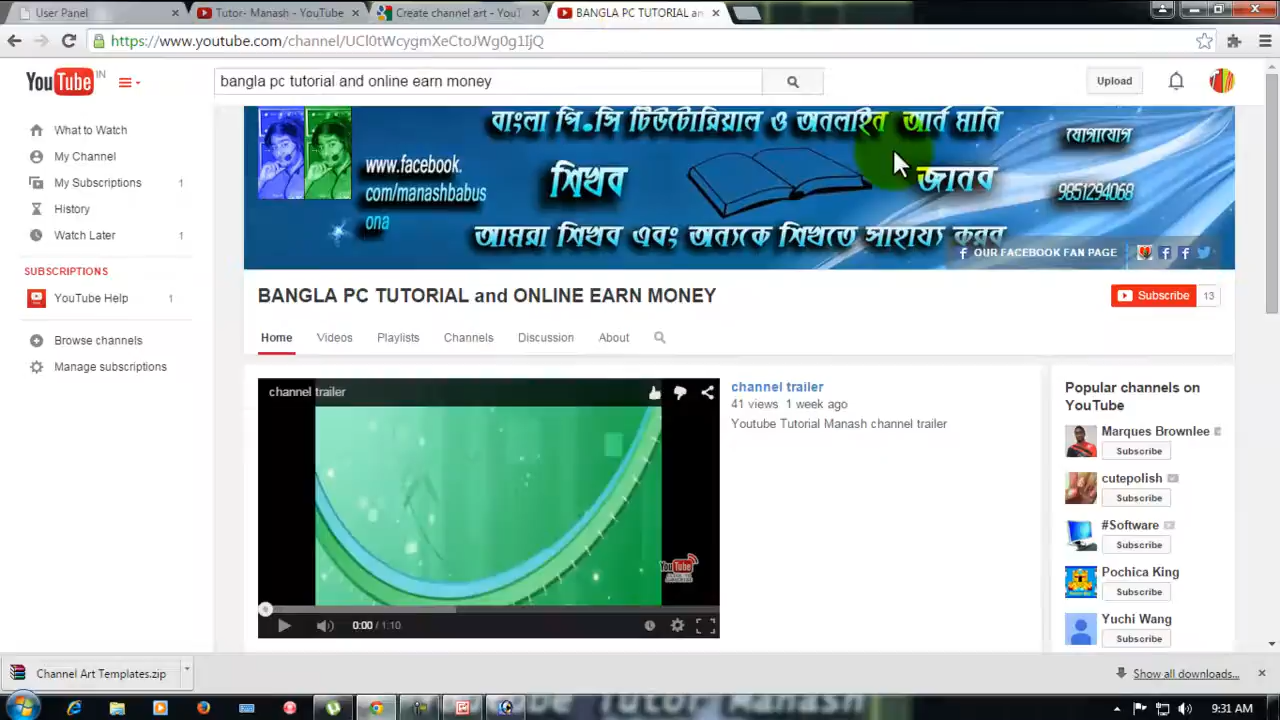 User Panel
Tutor- Manash - YouTube
Create channel art - YouT
BANGLA PC TUTORIAL an
https://www.youtube.com/channel/UCl0tWcygmXeCtoJWg0g1IjQ
YouTube IN
bangla pc tutorial and online earn money
Upload
What to Watch
My Channel
My Subscriptions 1
History
Watch Later 1
SUBSCRIPTIONS
YouTube Help 1
Browse channels
Manage subscriptions
বাংলা পি.সি টিউটোরিয়াল ও অনলাইন আর্ন মানি
যোগাযোগ
www.facebook.
com/manashbabus
ona
শিখব
জানব
9851294068
আমরা শিখব এবং অন্যকে শিখতে সাহায্য করব
OUR FACEBOOK FAN PAGE
BANGLA PC TUTORIAL and ONLINE EARN MONEY
Subscribe 13
Home Videos Playlists Channels Discussion About
channel trailer
0:00 / 1:10
channel trailer
41 views 1 week ago
Youtube Tutorial Manash channel trailer
Popular channels on
YouTube
Marques Brownlee
Subscribe
cutepolish
Subscribe
#Software
Subscribe
Pochica King
Subscribe
Yuchi Wang
Subscribe
Channel Art Templates.zip
Show all downloads...
9:31 AM